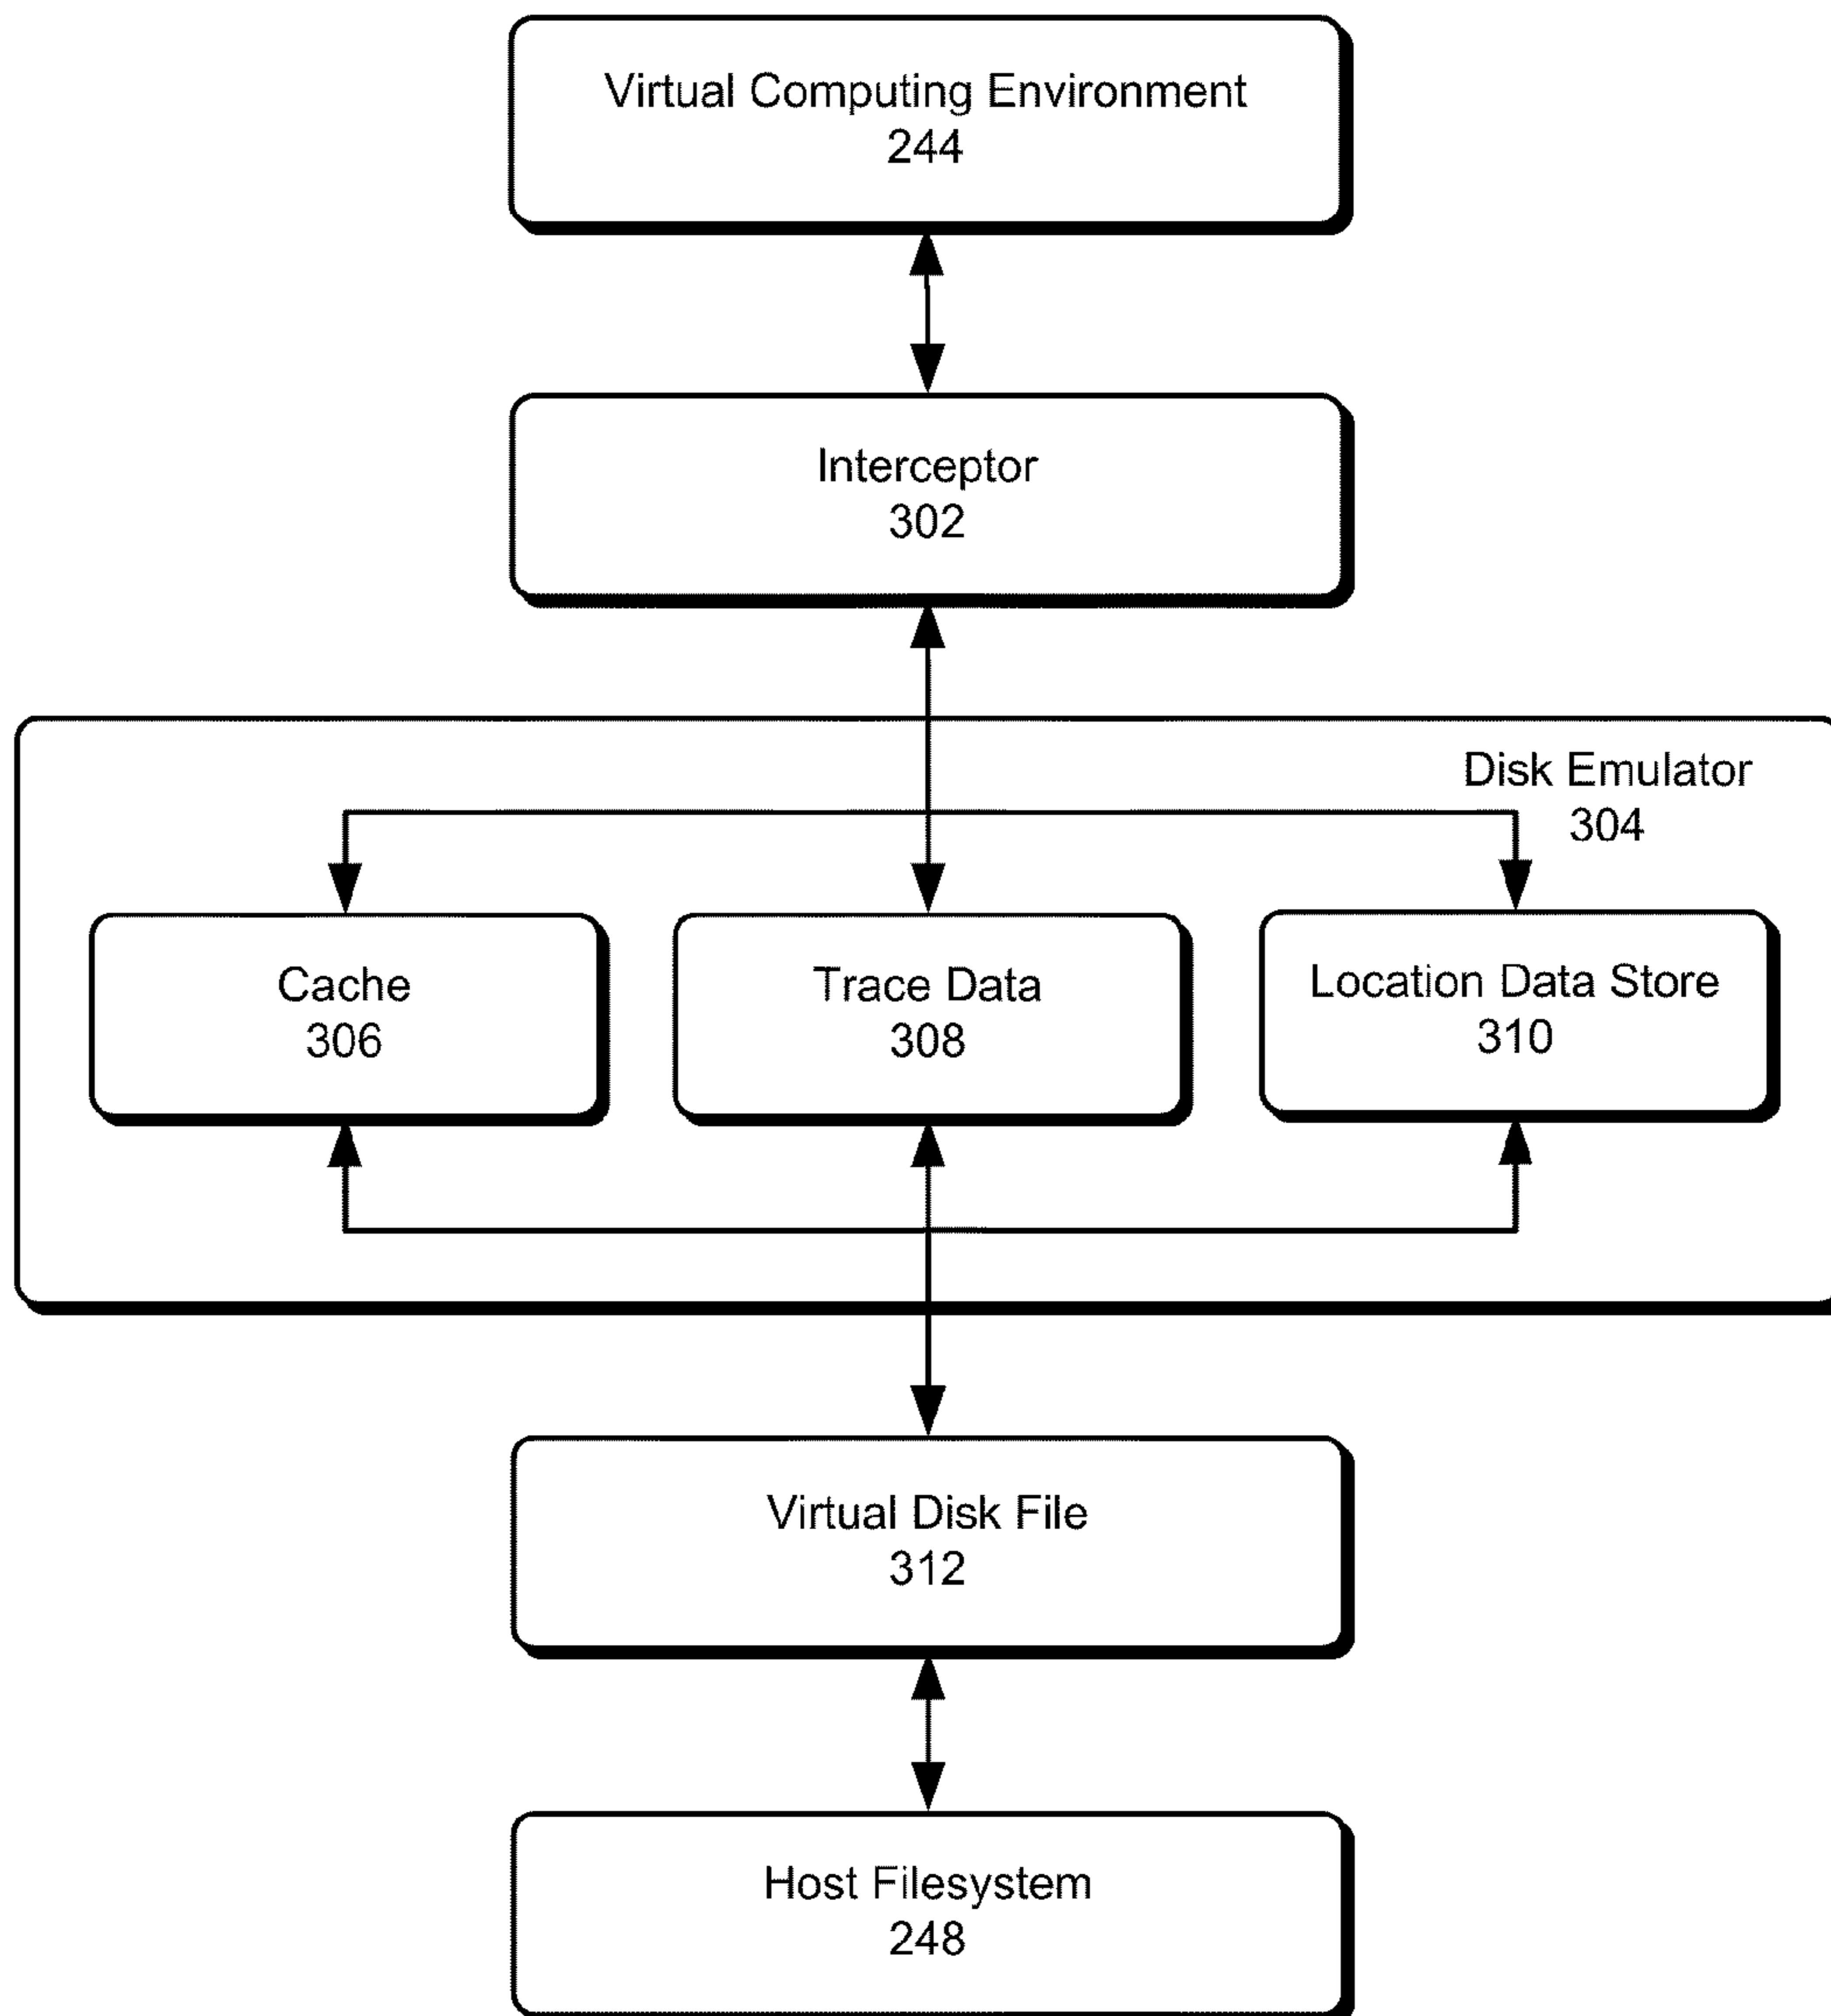 Virtual Computing Environment
244
Interceptor
302
Disk Emulator
304
Cache
306
Trace Data
308
Location Data Store
310
Virtual Disk File
312
Host Filesystem
248